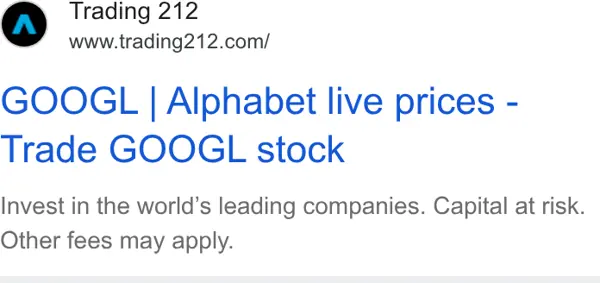 Trading 212
www.trading212.com/
GOOGL | Alphabet live prices -
Trade GOOGL stock
Invest in the world’s leading companies. Capital at risk.
Other fees may apply.